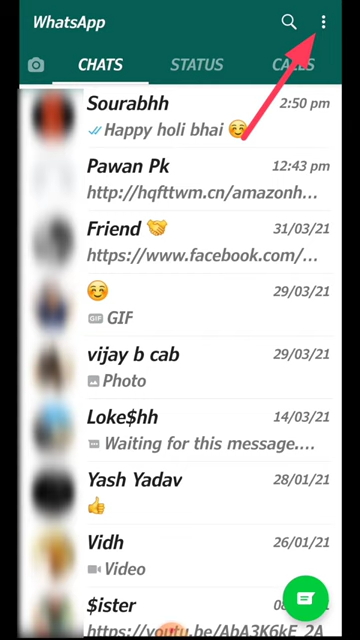 WhatsApp
CHATS STATUS CALLS
Sourabhh 2:50 pm
Happy holi bhai 😊
Pawan Pk 12:43 pm
http://hqfttwm.cn/amazonh...
Friend 🤝 31/03/21
https://www.facebook.com/...
😊 29/03/21
GIF GIF
vijay b cab 29/03/21
Photo
Loke$hh 14/03/21
Waiting for this message....
Yash Yadav 28/01/21
👍
Vidh 26/01/21
Video
$ister
https://youtu.be/AbA3K6kE_2A